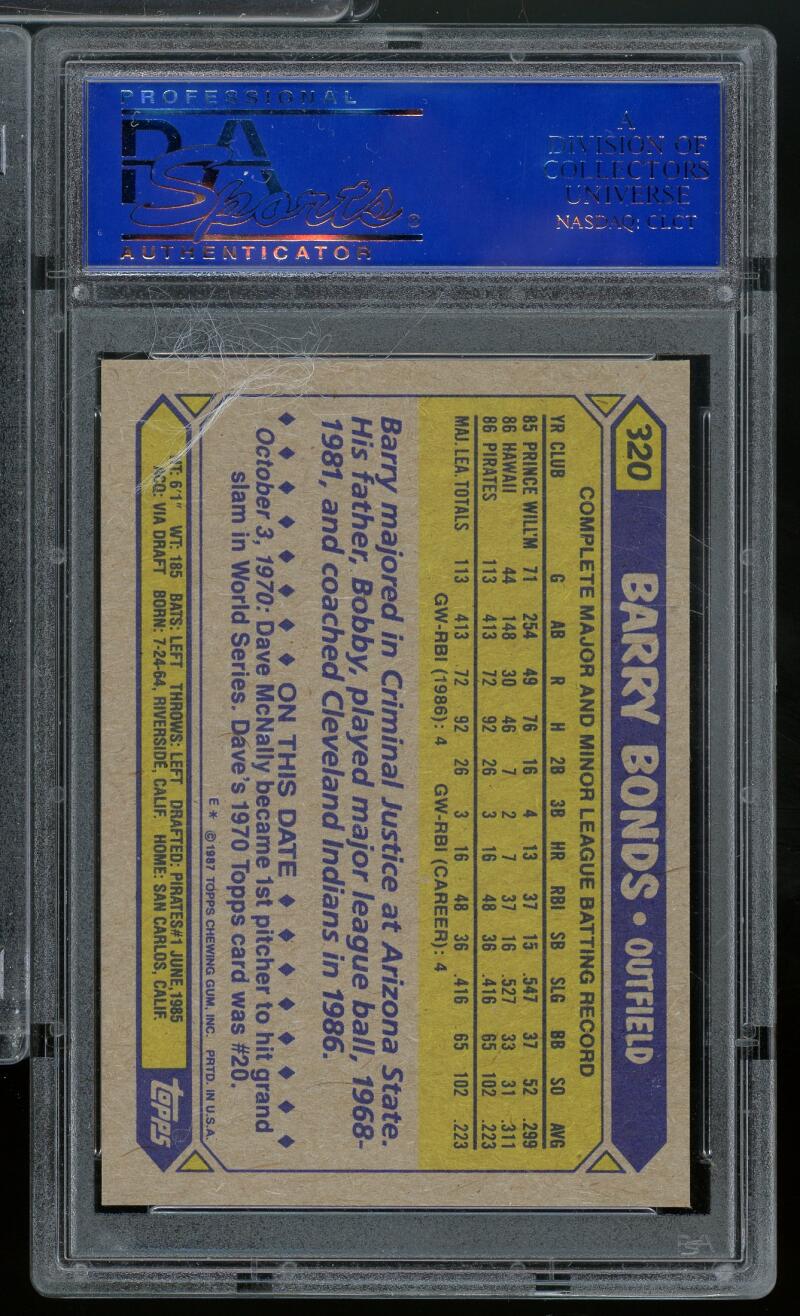 PROFESSIONAL
PSA
Sports®
AUTHENTICATOR
A
DIVISION OF
COLLECTORS
UNIVERSE
NASDAQ: CLCT
320 BARRY BONDS • OUTFIELD
COMPLETE MAJOR AND MINOR LEAGUE BATTING RECORD
YR CLUB G AB R H 2B 3B HR RBI SB SLG BB SO AVG
85 PRINCE WILL'M 71 254 49 76 16 4 13 37 15 .547 37 52 .299
86 HAWAII 44 148 30 46 7 2 7 37 16 .527 33 31 .311
86 PIRATES 113 413 72 92 26 3 16 48 36 .416 65 102 .223
MAJ. LEA. TOTALS 113 413 72 92 26 3 16 48 36 .416 65 102 .223
GW-RBI (1986): 4 GW-RBI (CAREER): 4
Barry majored in Criminal Justice at Arizona State.
His father, Bobby, played major league ball, 1968-
1981, and coached Cleveland Indians in 1986.
ON THIS DATE
October 3, 1970: Dave McNally became 1st pitcher to hit grand
slam in World Series. Dave's 1970 Topps card was #20.
E * ©1987 TOPPS CHEWING GUM, INC. PRTD. IN U.S.A.
HT: 6'1" WT: 185 BATS: LEFT THROWS: LEFT DRAFTED: PIRATES#1 JUNE, 1985
ACQ: VIA DRAFT BORN: 7-24-64, RIVERSIDE, CALIF. HOME: SAN CARLOS, CALIF.
TOPPS
PSA